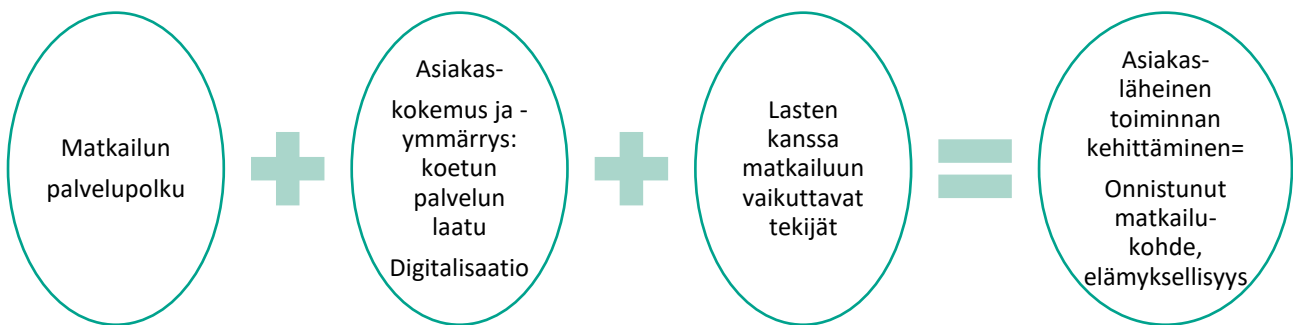 Matkailun
palvelupolku
Asiakas-
kokemus ja -
ymmärrys:
koetun
palvelun
laatu
Digitalisaatio
Lasten
kanssa
matkailuun
vaikuttavat
tekijät
Asiakas-
läheinen
toiminnan
kehittäminen=
Onnistunut
matkailu-
kohde,
elämyksellisyys